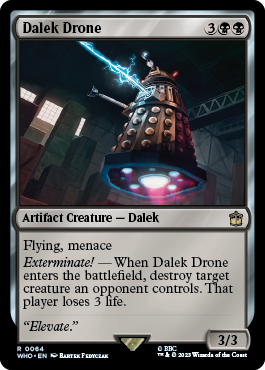 Dalek Drone 3
Artifact Creature — Dalek
Flying, menace
Exterminate! — When Dalek Drone
enters the battlefield, destroy target
creature an opponent controls. That
player loses 3 life.
“Elevate.”
3/3
R 0064
WHO • EN Bartek Fedyczak
© BBC
™ & © 2023 Wizards of the Coast